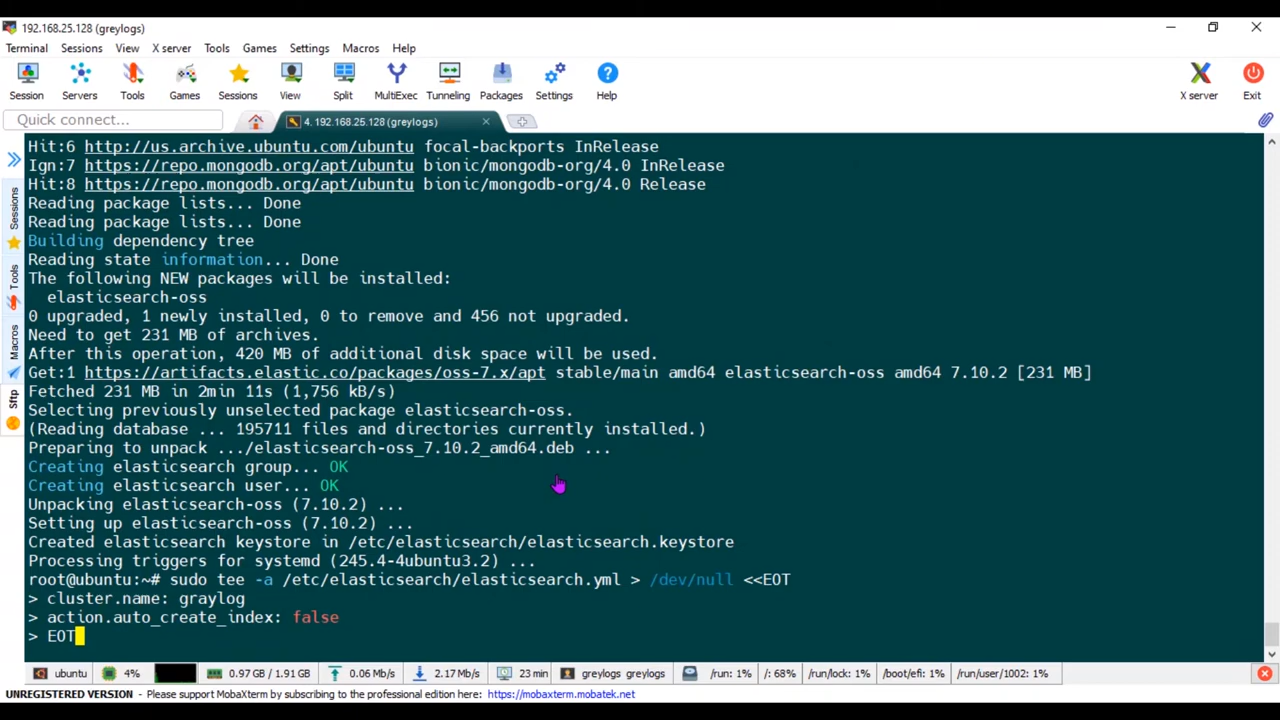 192.168.25.128 (greylogs)
Terminal Sessions View X server Tools Games Settings Macros Help
Session Servers Tools Games Sessions View Split MultiExec Tunneling Packages Settings Help X server Exit
Quick connect...
4. 192.168.25.128 (greylogs)
Sessions
Tools
Macros
Sftp
Hit:6 http://us.archive.ubuntu.com/ubuntu focal-backports InRelease
Ign:7 https://repo.mongodb.org/apt/ubuntu bionic/mongodb-org/4.0 InRelease
Hit:8 https://repo.mongodb.org/apt/ubuntu bionic/mongodb-org/4.0 Release
Reading package lists... Done
Reading package lists... Done
Building dependency tree
Reading state information... Done
The following NEW packages will be installed:
elasticsearch-oss
0 upgraded, 1 newly installed, 0 to remove and 456 not upgraded.
Need to get 231 MB of archives.
After this operation, 420 MB of additional disk space will be used.
Get:1 https://artifacts.elastic.co/packages/oss-7.x/apt stable/main amd64 elasticsearch-oss amd64 7.10.2 [231 MB]
Fetched 231 MB in 2min 11s (1,756 kB/s)
Selecting previously unselected package elasticsearch-oss.
(Reading database ... 195711 files and directories currently installed.)
Preparing to unpack .../elasticsearch-oss_7.10.2_amd64.deb ...
Creating elasticsearch group... OK
Creating elasticsearch user... OK
Unpacking elasticsearch-oss (7.10.2) ...
Setting up elasticsearch-oss (7.10.2) ...
Created elasticsearch keystore in /etc/elasticsearch/elasticsearch.keystore
Processing triggers for systemd (245.4-4ubuntu3.2) ...
root@ubuntu:~# sudo tee -a /etc/elasticsearch/elasticsearch.yml > /dev/null <<EOT
> cluster.name: graylog
> action.auto_create_index: false
> EOT
ubuntu 4% 0.97 GB / 1.91 GB 0.06 Mb/s 2.17 Mb/s 23 min greylogs greylogs /run: 1% /: 68% /run/lock: 1% /boot/efi: 1% /run/user/1002: 1%
UNREGISTERED VERSION - Please support MobaXterm by subscribing to the professional edition here: https://mobaxterm.mobatek.net